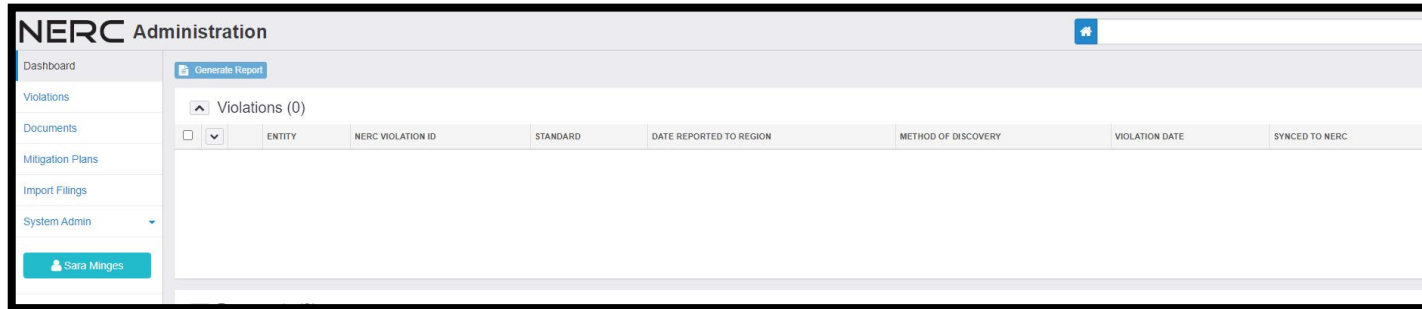 NERC Administration
Dashboard
Generate Report
Violations
Violations (0)
Documents
ENTITY NERC VIOLATION ID STANDARD DATE REPORTED TO REGION METHOD OF DISCOVERY VIOLATION DATE SYNCED TO NERC
Mitigation Plans
Import Filings
System Admin
Sara Minges